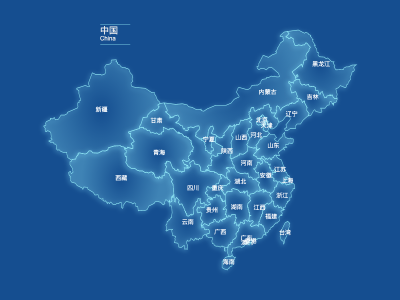 中国
China
黑龙江
内蒙古
吉林
新疆
辽宁
甘肃
北京
天津
河北
宁夏
山西
山东
青海
陕西
河南
江苏
西藏
安徽
上海
四川
重庆
湖北
浙江
湖南
江西
贵州
福建
云南
广西
台湾
广东
海南